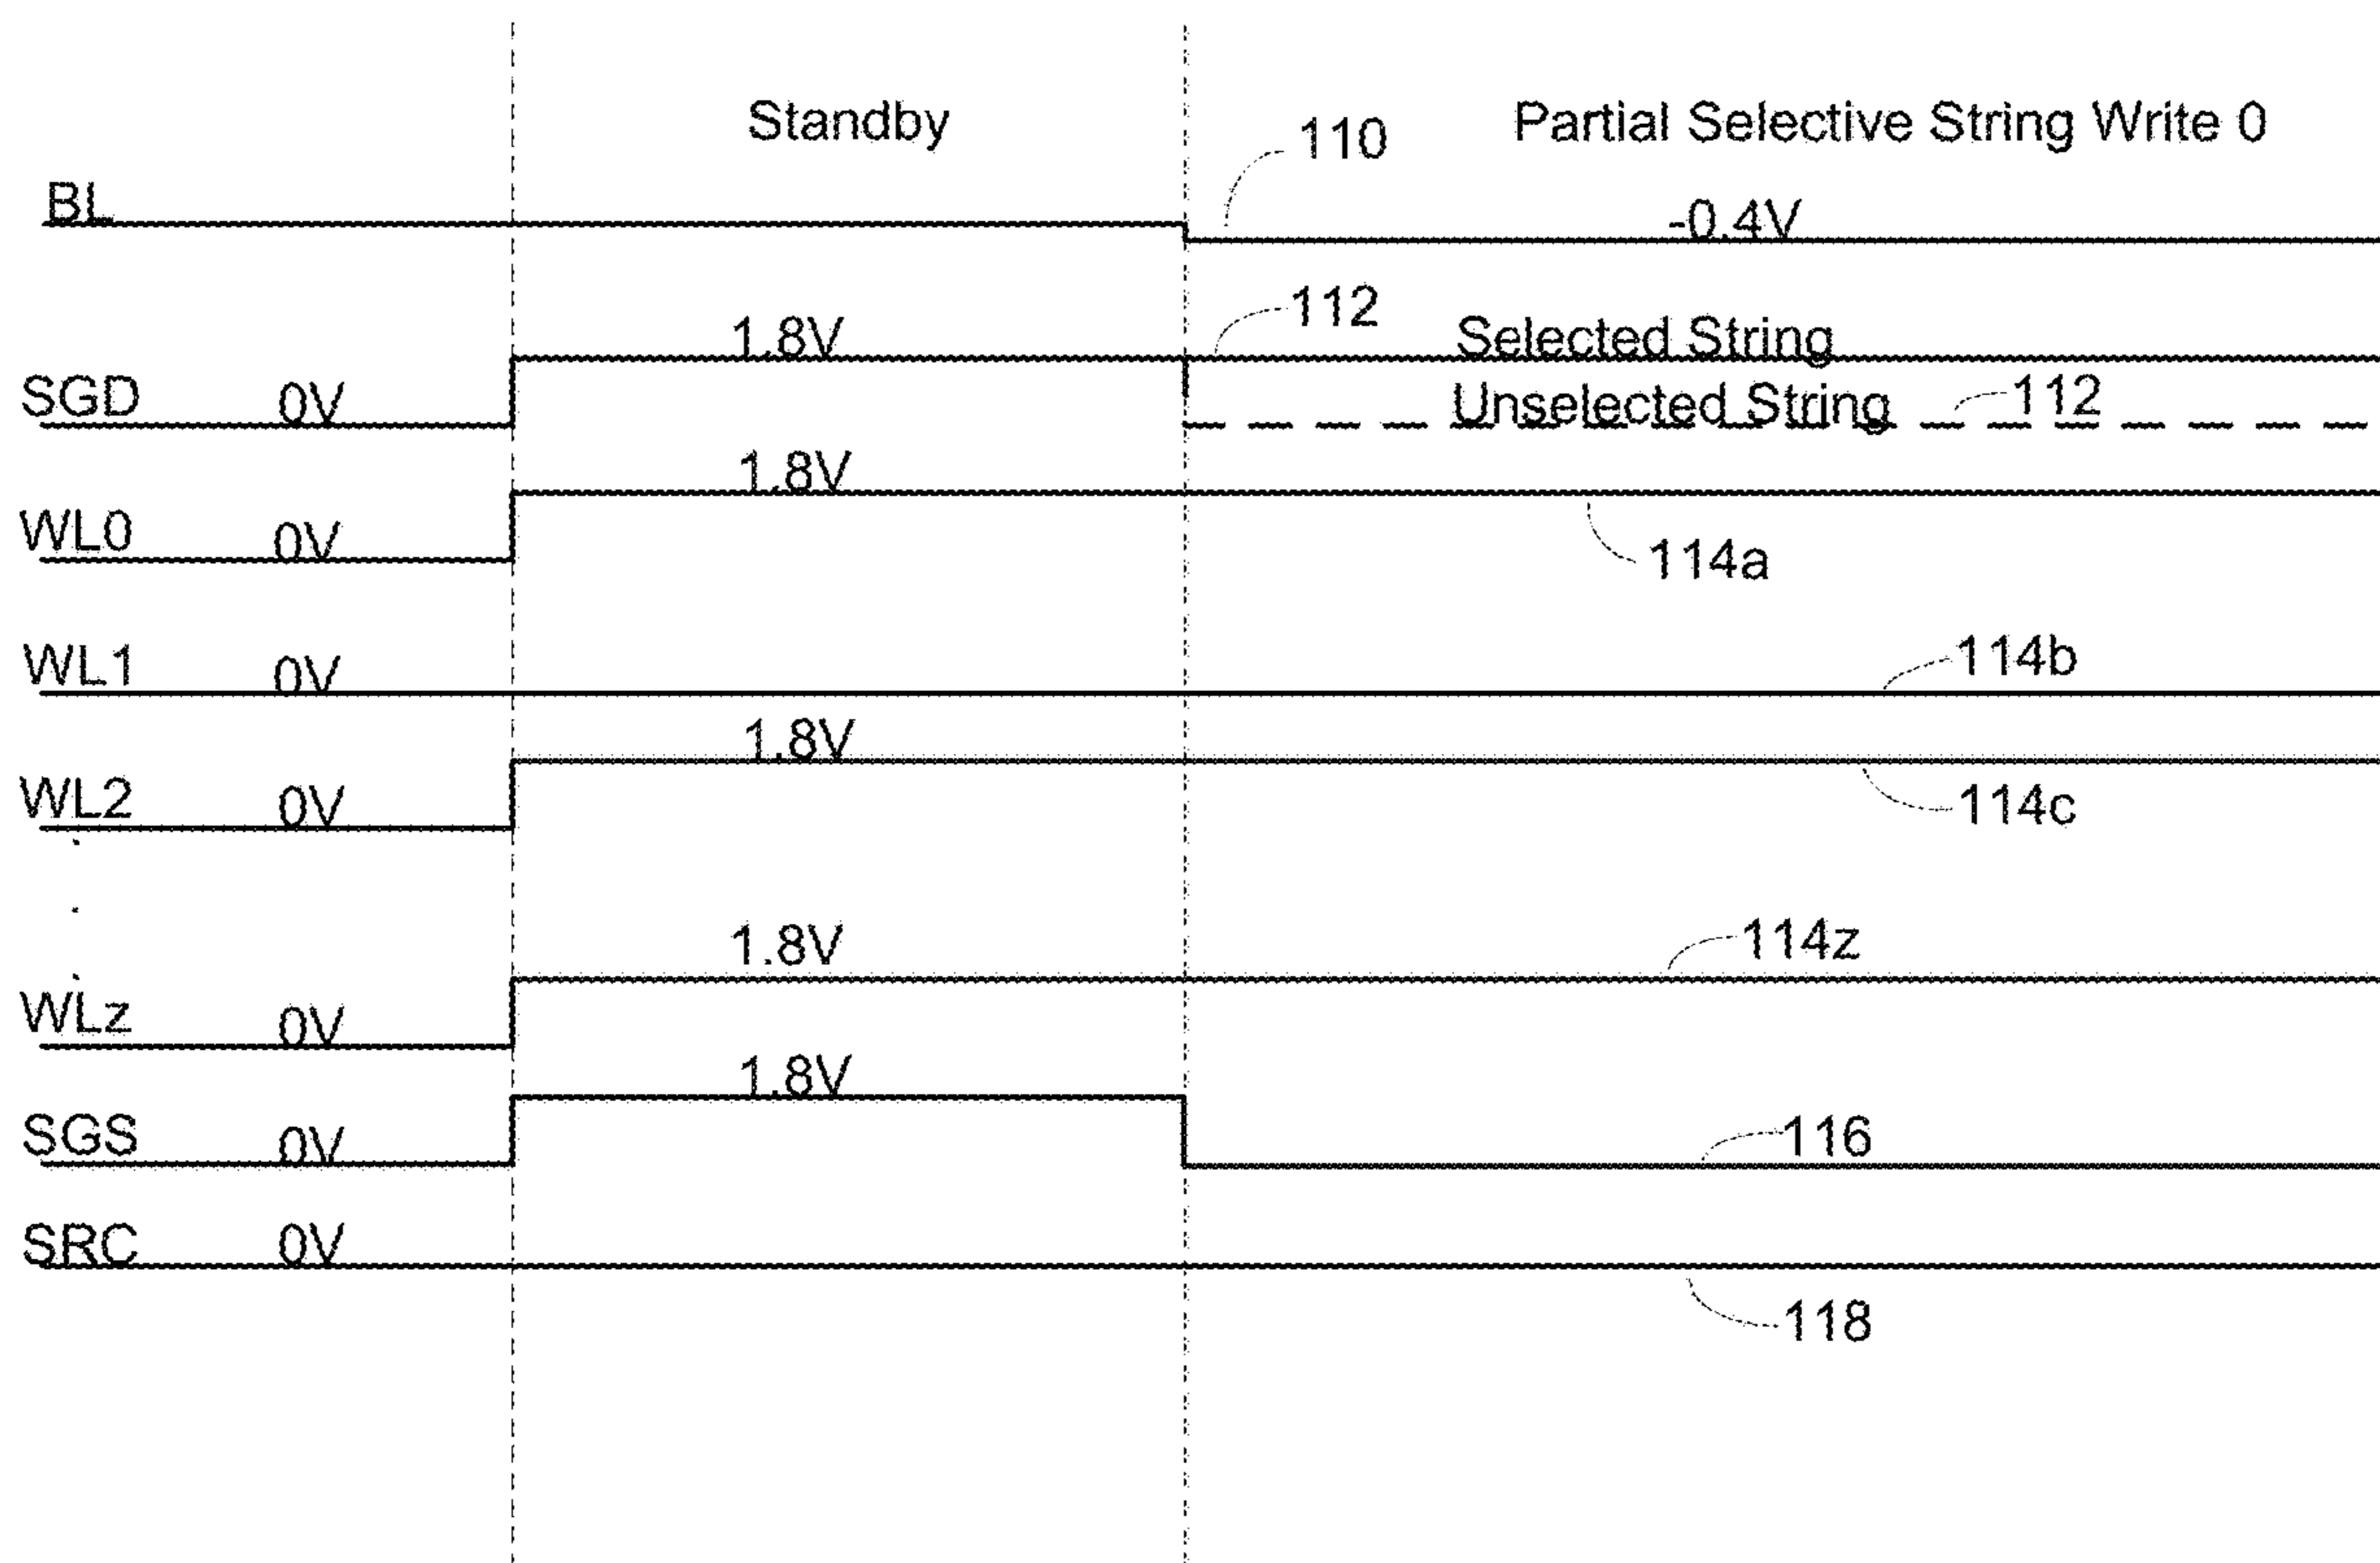 Standby
110
Partial Selective String Write 0
BL
-0.4V
1.8V
112
Selected String
SGD
0V
Unselected String
112
1.8V
WL0
0V
114a
WL1
0V
114b
1.8V
WL2
0V
114c
1.8V
114z
WLz
0V
1.8V
SGS
0V
116
SRC
0V
118